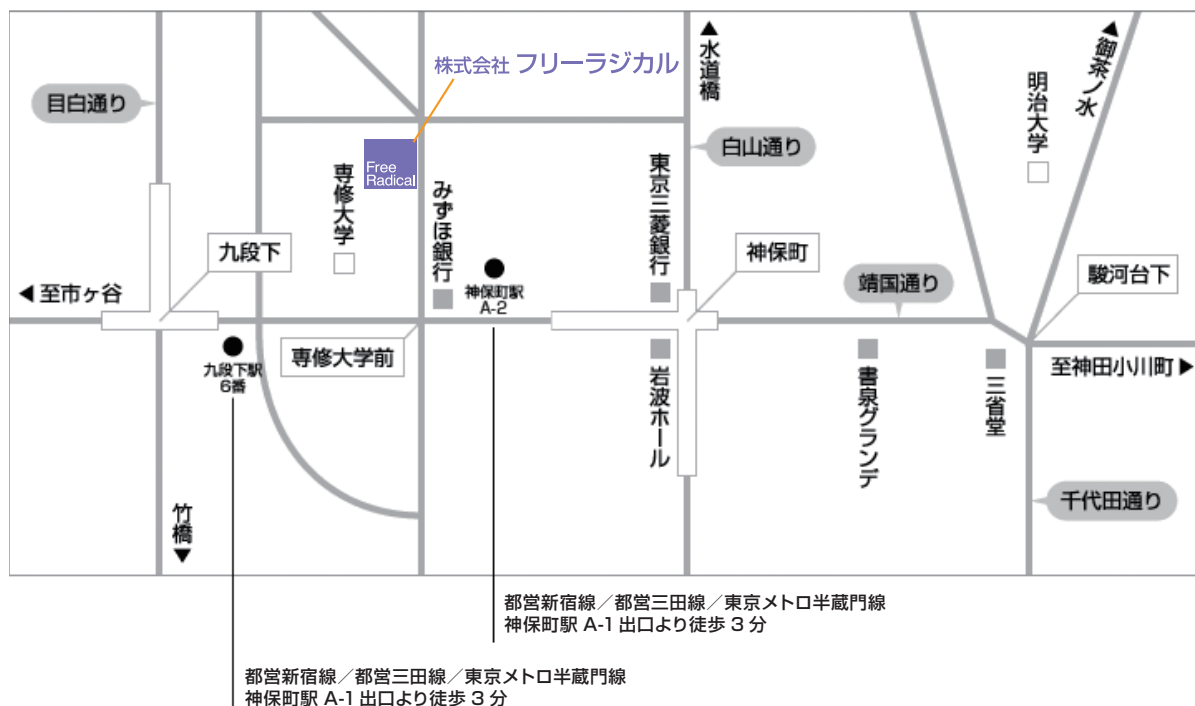 株式会社 フリーラジカル
▲水道橋
▲御茶ノ水
目白通り
明治大学
白山通り
Free
Radical
専修大学
みずほ銀行
東京三菱銀行
九段下
神保町
靖国通り
駿河台下
◀至市ヶ谷
神保町駅
A-2
専修大学前
九段下駅
6番
岩波ホール
書泉グランデ
三省堂
至神田小川町▶
千代田通り
竹橋▼
都営新宿線／都営三田線／東京メトロ半蔵門線
神保町駅 A-1 出口より徒歩 3 分
都営新宿線／都営三田線／東京メトロ半蔵門線
神保町駅 A-1 出口より徒歩 3 分